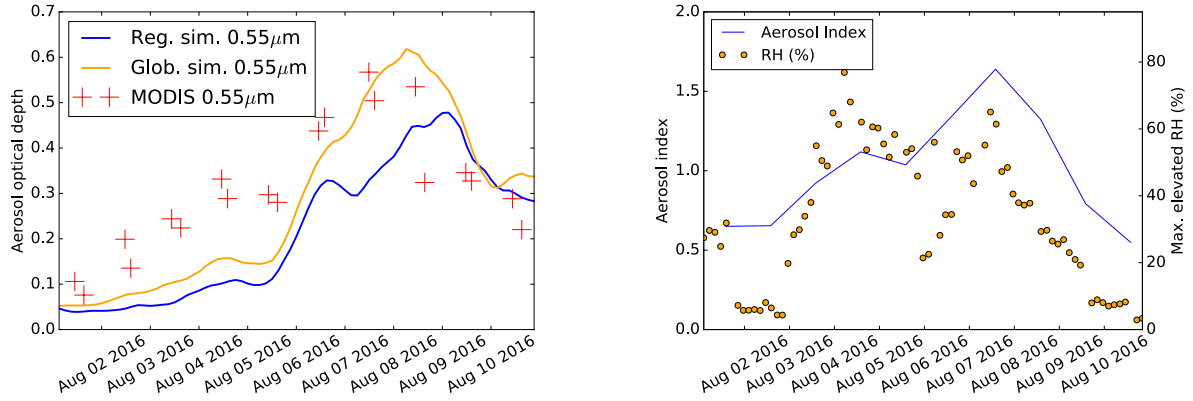 0.7
0.6
0.5
0.4
0.3
0.2
0.1
0.0
Aerosol optical depth
Reg. sim. 0.55μm
Glob. sim. 0.55μm
MODIS 0.55μm
Aug 02 2016
Aug 03 2016
Aug 04 2016
Aug 05 2016
Aug 06 2016
Aug 07 2016
Aug 08 2016
Aug 09 2016
Aug 10 2016
2.0
1.5
1.0
0.5
0.0
Aerosol index
Aerosol Index
RH (%)
80
60
40
20
0
Max. elevated RH (%)
Aug 02 2016
Aug 03 2016
Aug 04 2016
Aug 05 2016
Aug 06 2016
Aug 07 2016
Aug 08 2016
Aug 09 2016
Aug 10 2016